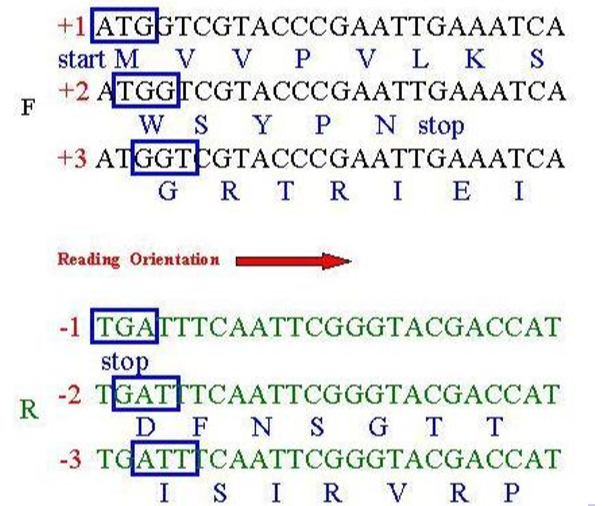 +1 ATGGTCGTACCCGAATTGAAATCA
start M V V P V L K S
+2 ATGGTCGTACCCGAATTGAAATCA
F
W S Y P N stop
+3 ATGGTCGTACCCGAATTGAAATCA
G R T R I E I
Reading Orientation
-1 TGATTTCAATTCGGGTACGACCAT
stop
-2 TGATTTCAATTCGGGTACGACCAT
R
D F N S G T T
-3 TGATTTCAATTCGGGTACGACCAT
I S I R V R P